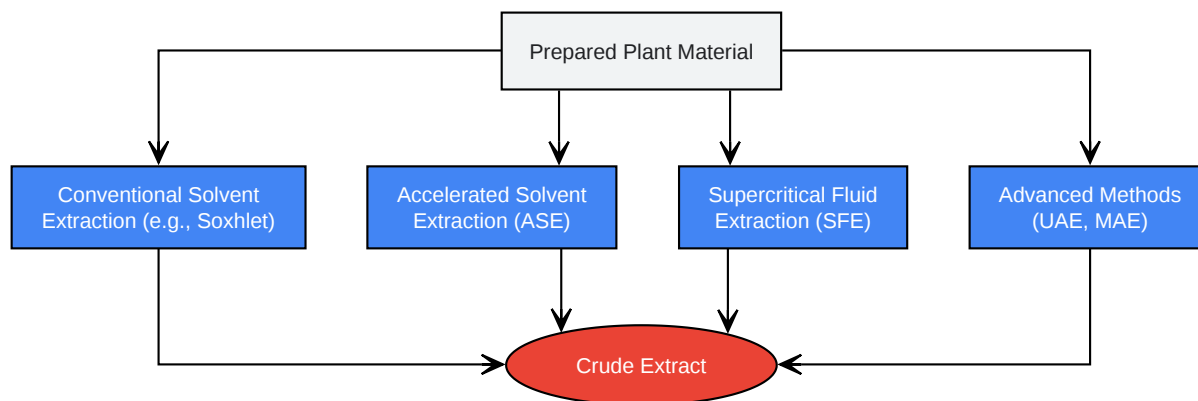 Prepared Plant Material
Conventional Solvent
Extraction (e.g., Soxhlet)
Accelerated Solvent
Extraction (ASE)
Supercritical Fluid
Extraction (SFE)
Advanced Methods
(UAE, MAE)
Crude Extract